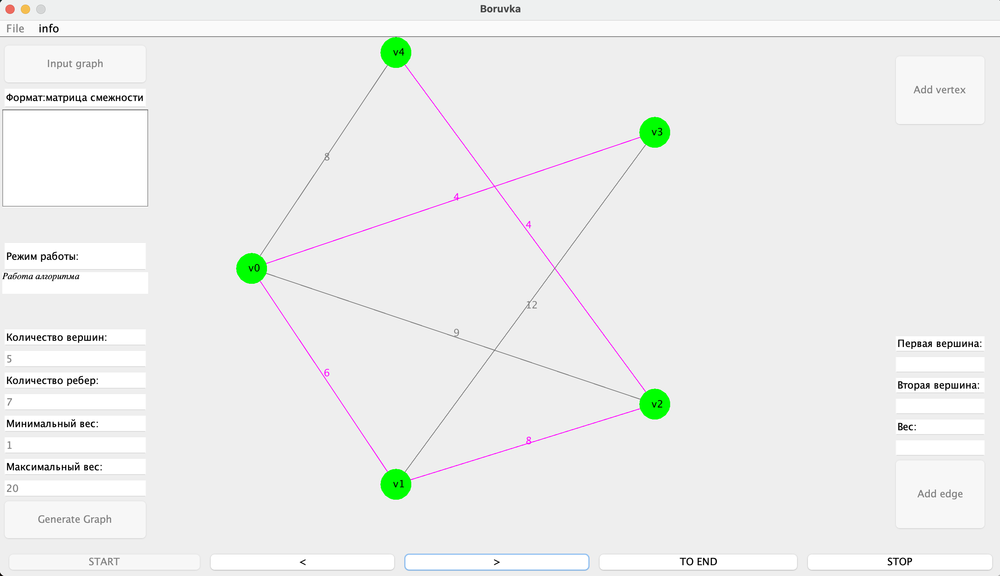 Boruvka
File info
Input graph
Формат:матрица смежности
Режим работы:
Работа алгоритма
Количество вершин:
5
Количество ребер:
7
Минимальный вес:
1
Максимальный вес:
20
Generate Graph
v4
v3
8
4
4
v0
12
9
6
v2
8
v1
Add vertex
Первая вершина:
Вторая вершина:
Вес:
Add edge
START < > TO END STOP